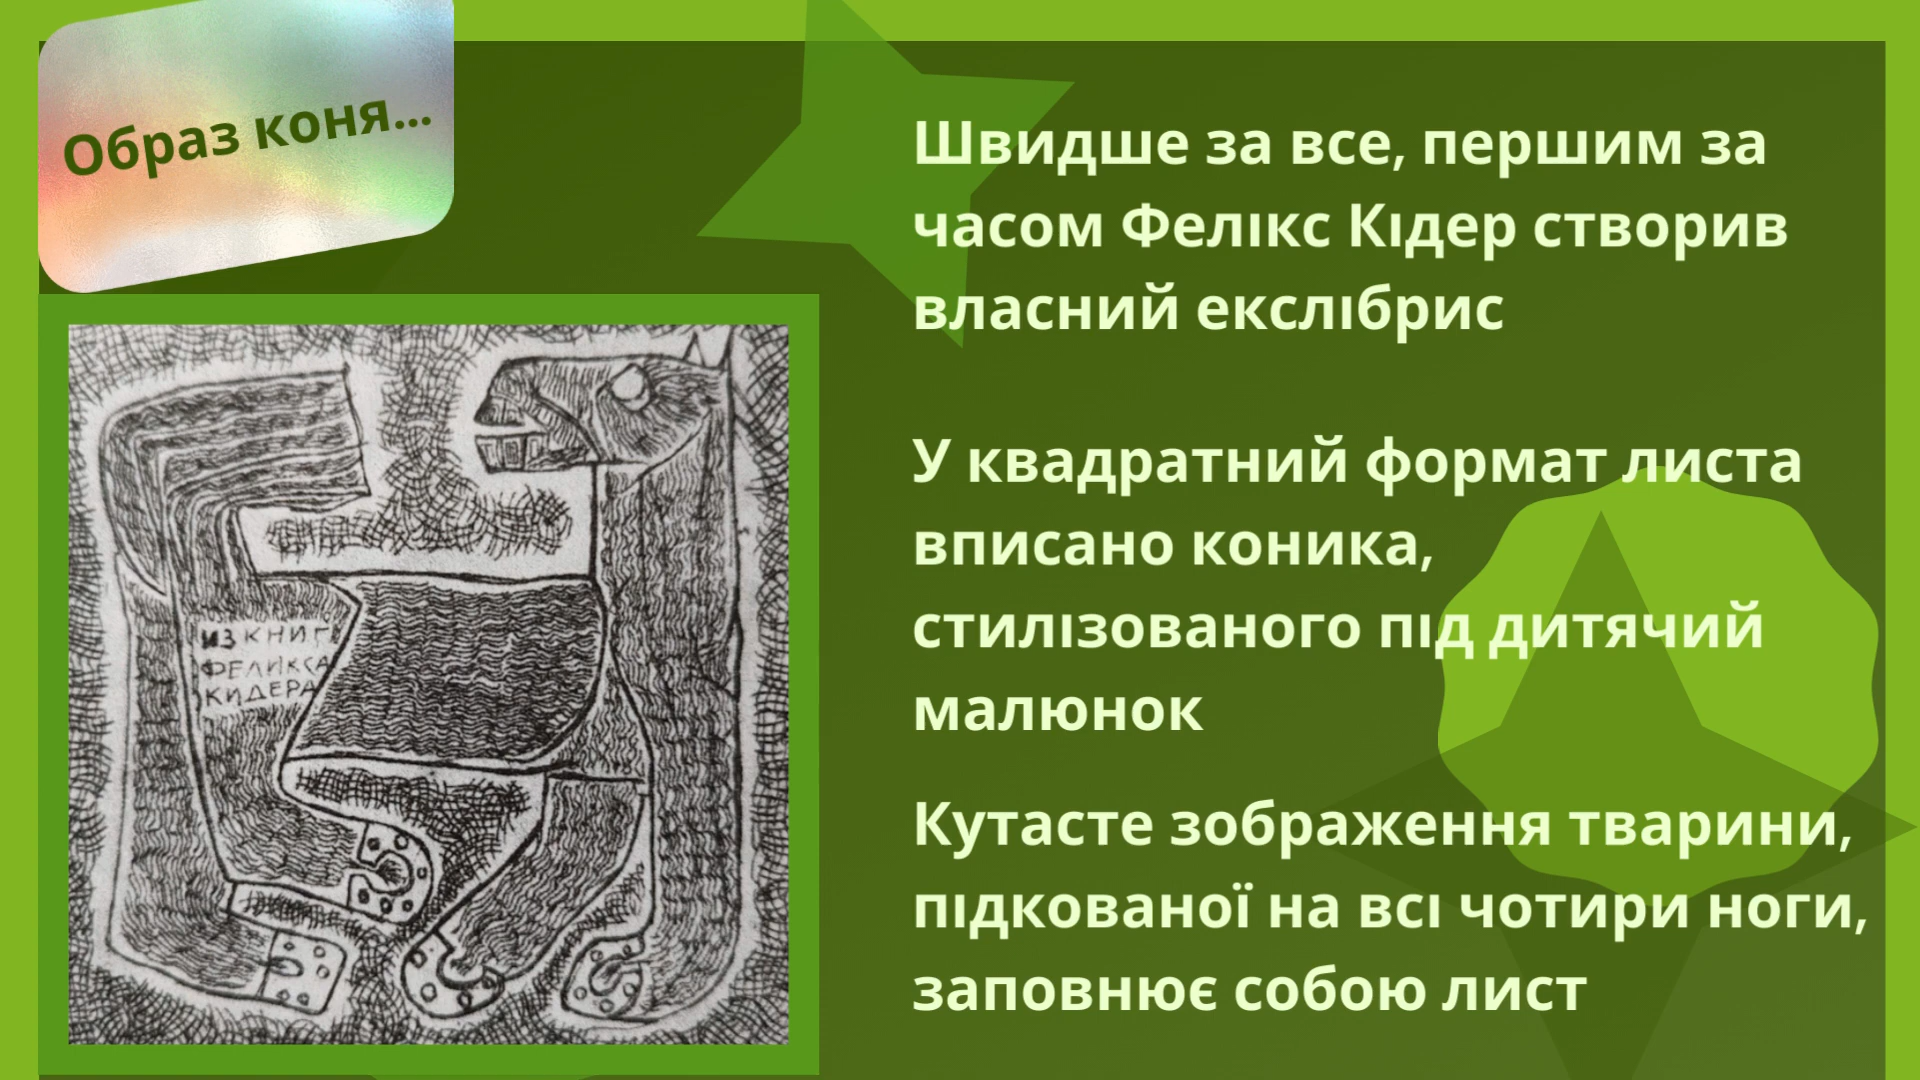 Образ коня...
Швидше за все, першим за
часом Фелікс Кідер створив
власний екслібрис
У квадратний формат листа
вписано коника,
стилізованого під дитячий
малюнок
Кутасте зображення тварини,
підкованої на всі чотири ноги,
заповнює собою лист
ИЗ КНИГ
ФЕЛИКСА
КИДЕРА